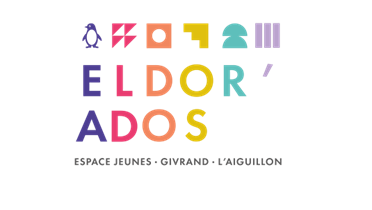 ELDOR'
ADOS
ESPACE JEUNES · GIVRAND · L'AIGUILLON